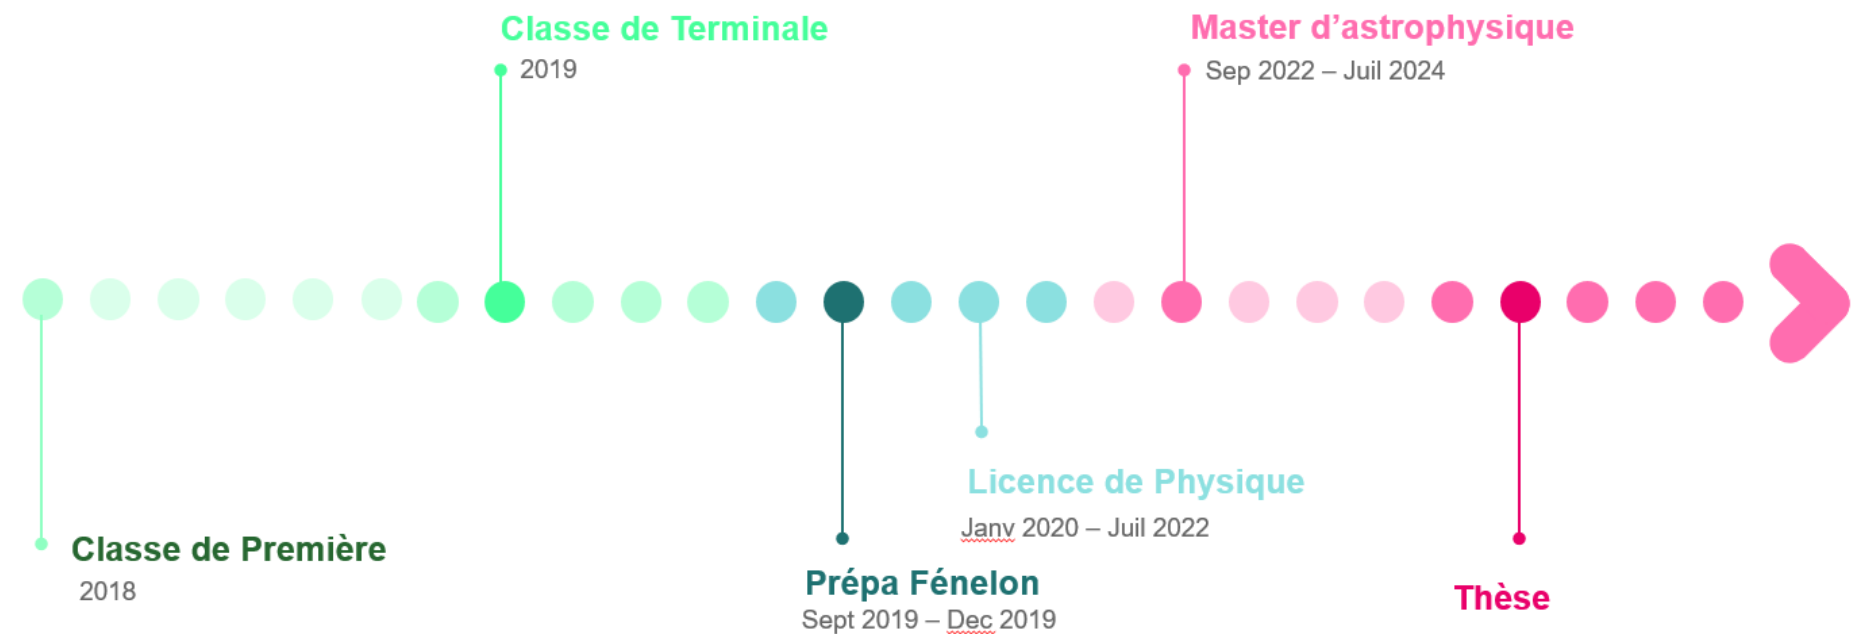 Classe de Terminale
2019
Master d’astrophysique
Sep 2022 – Juil 2024
Classe de Première
2018
Prépa Fénelon
Sept 2019 – Dec 2019
Licence de Physique
Janv 2020 – Juil 2022
Thèse